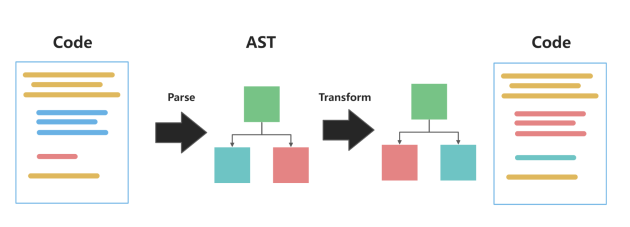 Code
AST
Code
Parse
Transform